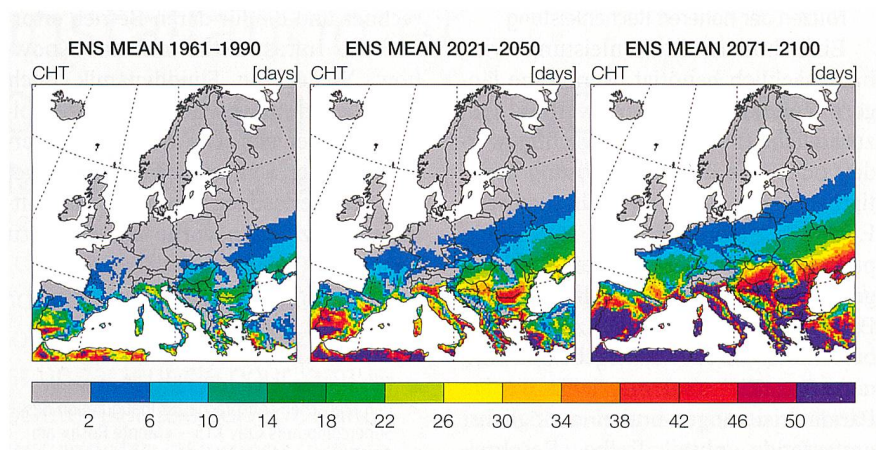 ENS MEAN 1961–1990
CHT [days]
ENS MEAN 2021–2050
CHT [days]
ENS MEAN 2071–2100
CHT [days]
2 6 10 14 18 22 26 30 34 38 42 46 50